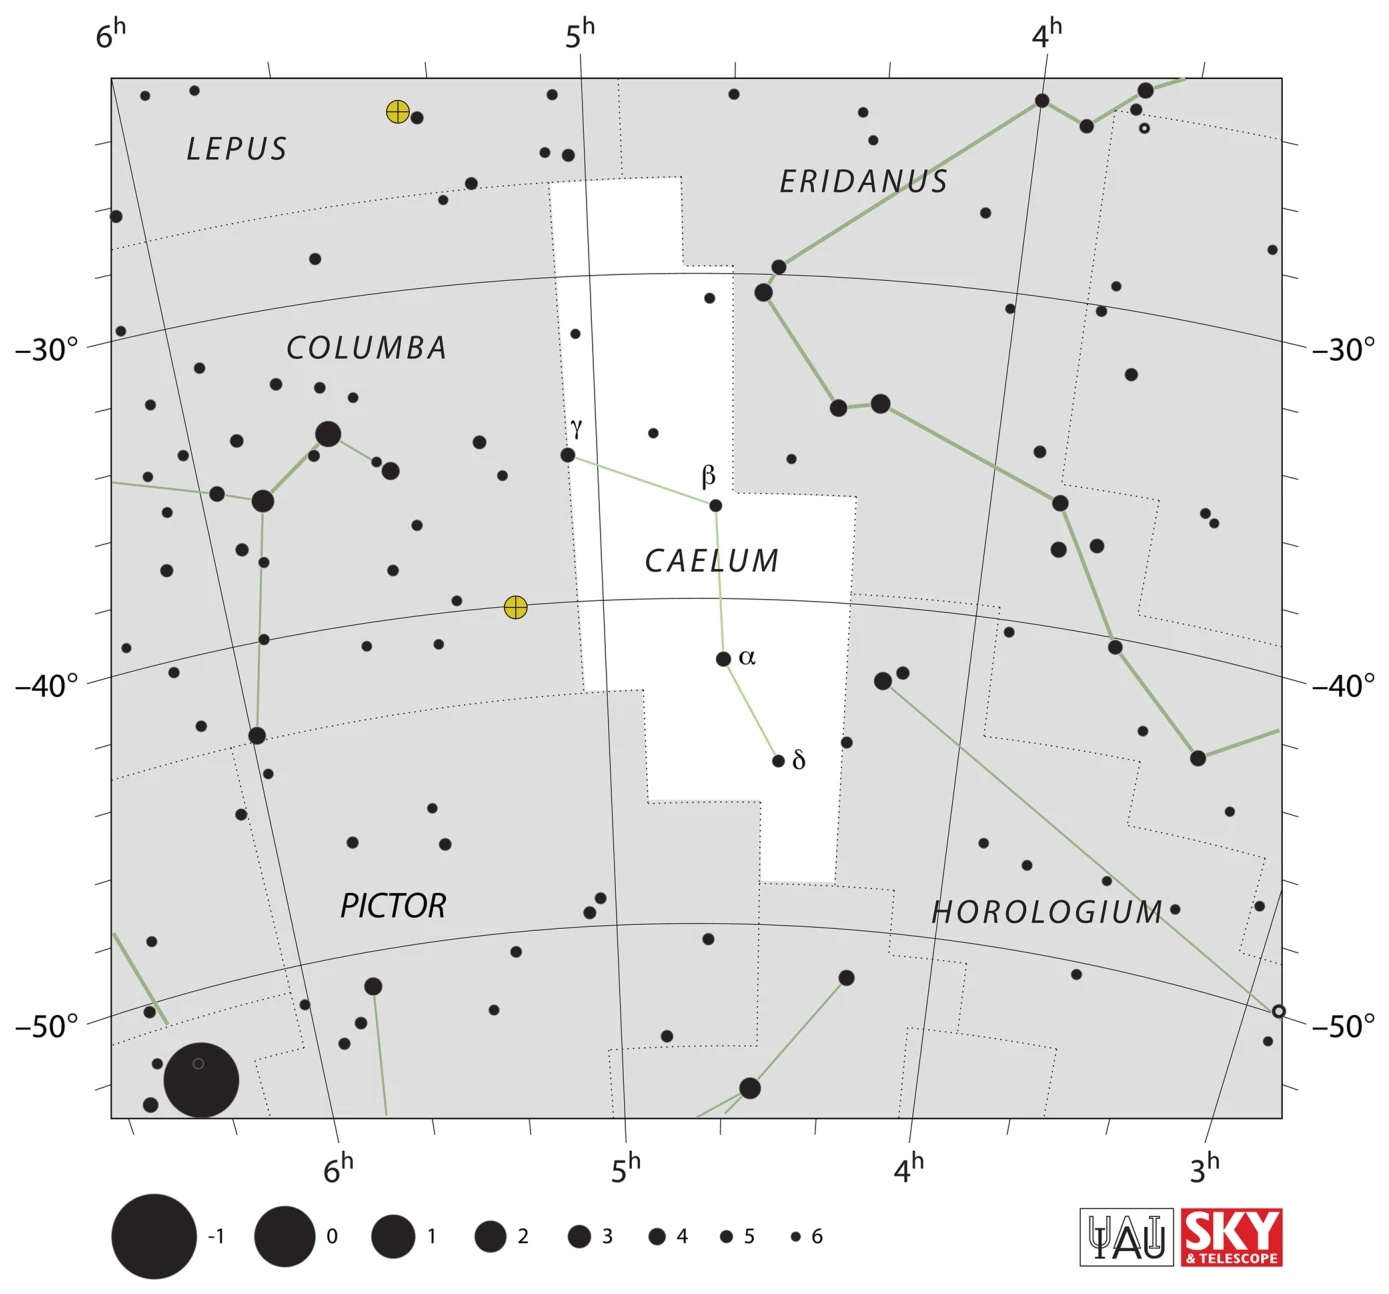 6h 5h 4h
LEPUS
ERIDANUS
–30° COLUMBA –30°
γ
β
CAELUM
α
–40° –40°
δ
PICTOR HOROLOGIUM
–50° –50°
6h 5h 4h 3h
-1 0 1 2 3 4 5 6
IAU SKY
& TELESCOPE